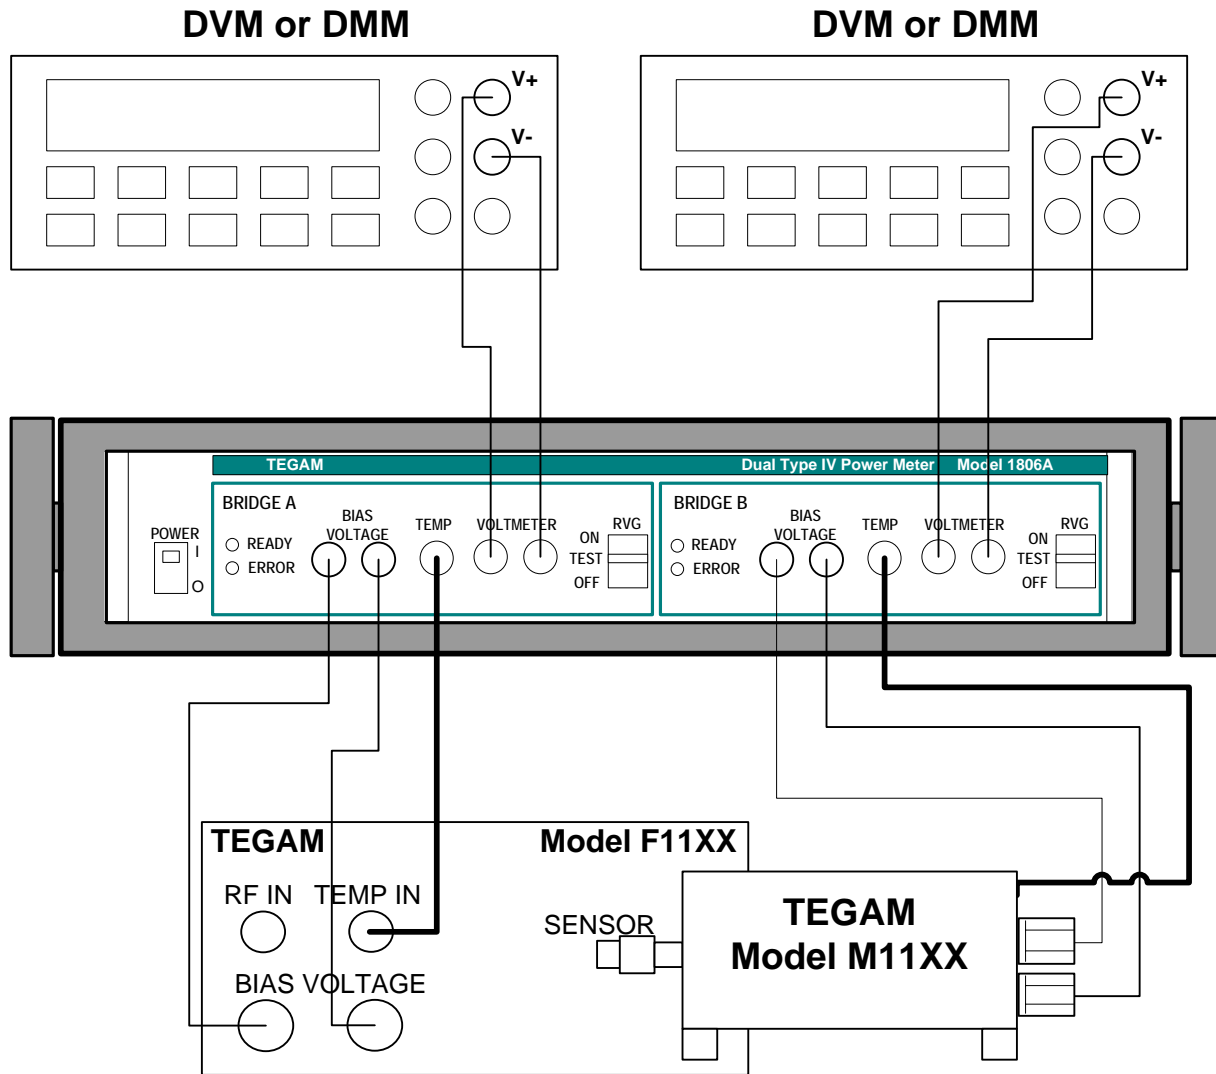 DVM or DMM
DVM or DMM
V+
V-
V+
V-
TEGAM
Dual Type IV Power Meter Model 1806A
POWER
I
O
BRIDGE A
READY
ERROR
BIAS
VOLTAGE
TEMP
VOLTMETER
RVG
ON
TEST
OFF
BRIDGE B
READY
ERROR
BIAS
VOLTAGE
TEMP
VOLTMETER
RVG
ON
TEST
OFF
TEGAM
Model F11XX
RF IN
TEMP IN
BIAS VOLTAGE
SENSOR
TEGAM
Model M11XX